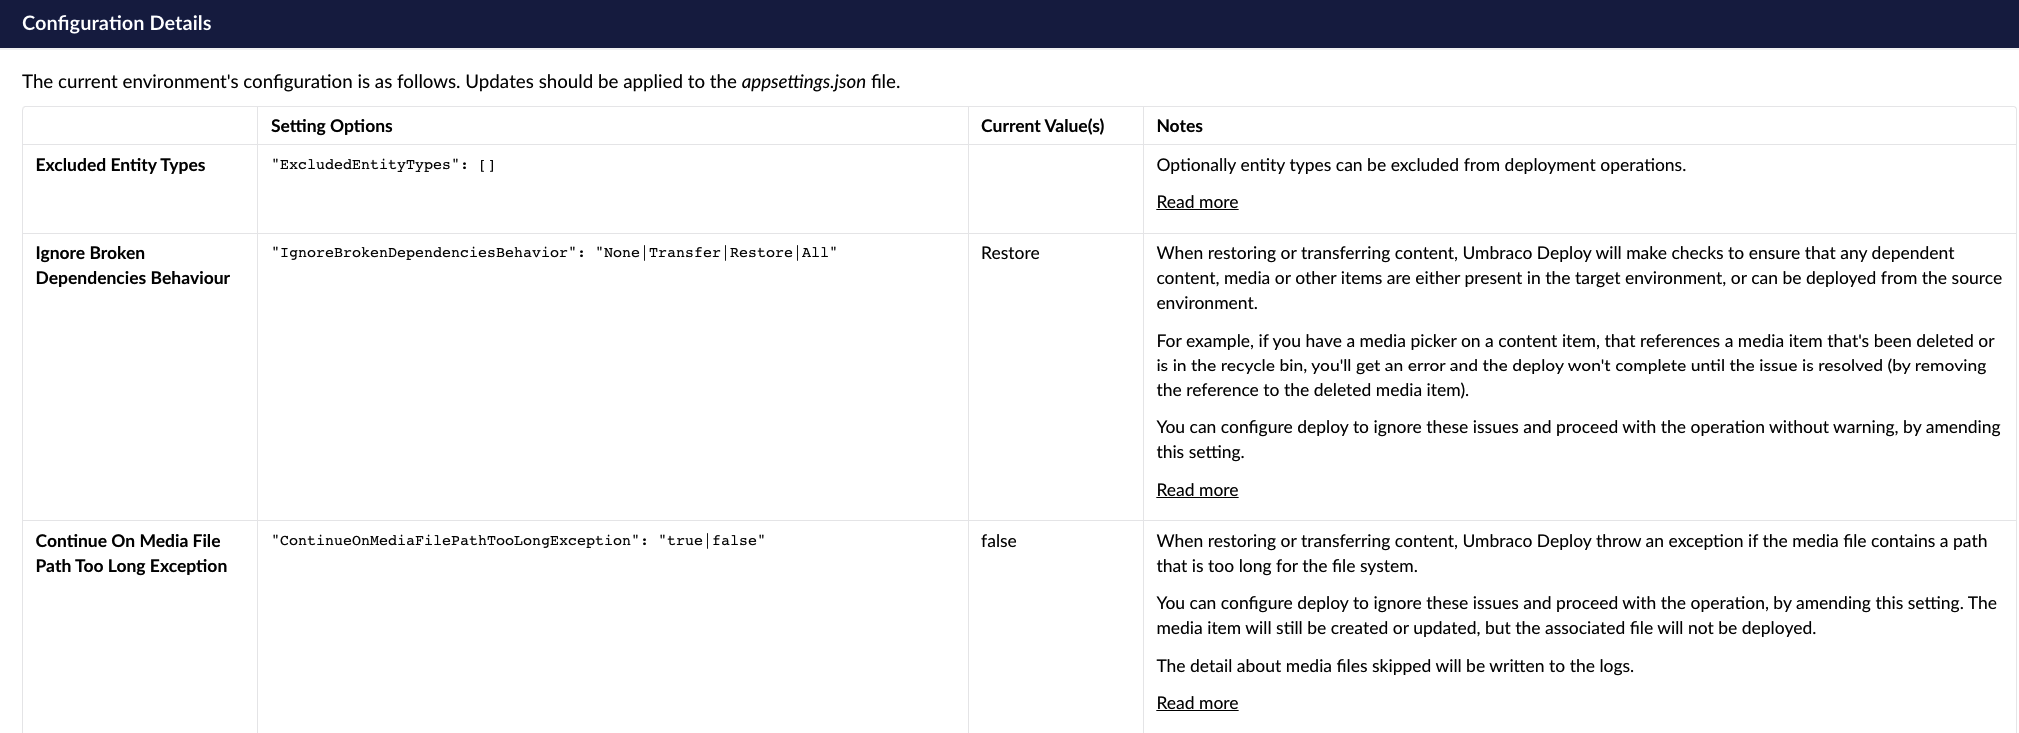 Configuration Details
The current environment's configuration is as follows. Updates should be applied to the appsettings.json file.
Setting Options
Current Value(s)
Notes
Excluded Entity Types
"ExcludedEntityTypes": []
Optionally entity types can be excluded from deployment operations.
Read more
Ignore Broken
Dependencies Behaviour
"IgnoreBrokenDependenciesBehavior": "None|Transfer|Restore|All"
Restore
When restoring or transferring content, Umbraco Deploy will make checks to ensure that any dependent
content, media or other items are either present in the target environment, or can be deployed from the source
environment.
For example, if you have a media picker on a content item, that references a media item that's been deleted or
is in the recycle bin, you'll get an error and the deploy won't complete until the issue is resolved (by removing
the reference to the deleted media item).
You can configure deploy to ignore these issues and proceed with the operation without warning, by amending
this setting.
Read more
Continue On Media File
Path Too Long Exception
"ContinueOnMediaFilePathTooLongException": "true|false"
false
When restoring or transferring content, Umbraco Deploy throw an exception if the media file contains a path
that is too long for the file system.
You can configure deploy to ignore these issues and proceed with the operation, by amending this setting. The
media item will still be created or updated, but the associated file will not be deployed.
The detail about media files skipped will be written to the logs.
Read more